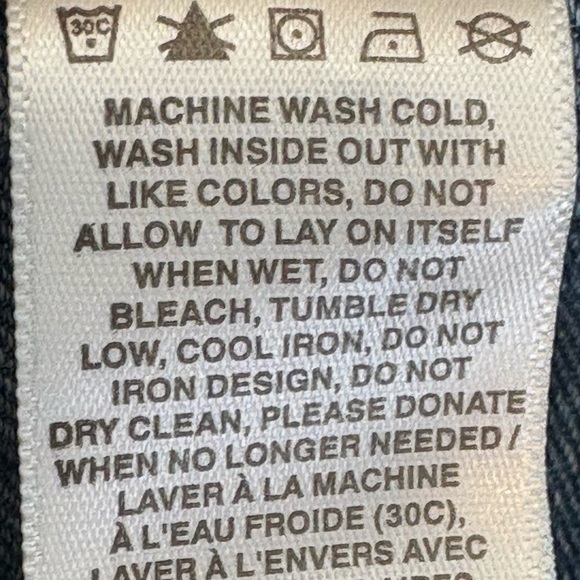 30C
MACHINE WASH COLD,
WASH INSIDE OUT WITH
LIKE COLORS, DO NOT
ALLOW TO LAY ON ITSELF
WHEN WET, DO NOT
BLEACH, TUMBLE DRY
LOW, COOL IRON, DO NOT
IRON DESIGN, DO NOT
DRY CLEAN, PLEASE DONATE
WHEN NO LONGER NEEDED /
LAVER À LA MACHINE
À L'EAU FROIDE (30C),
LAVER À L'ENVERS AVEC